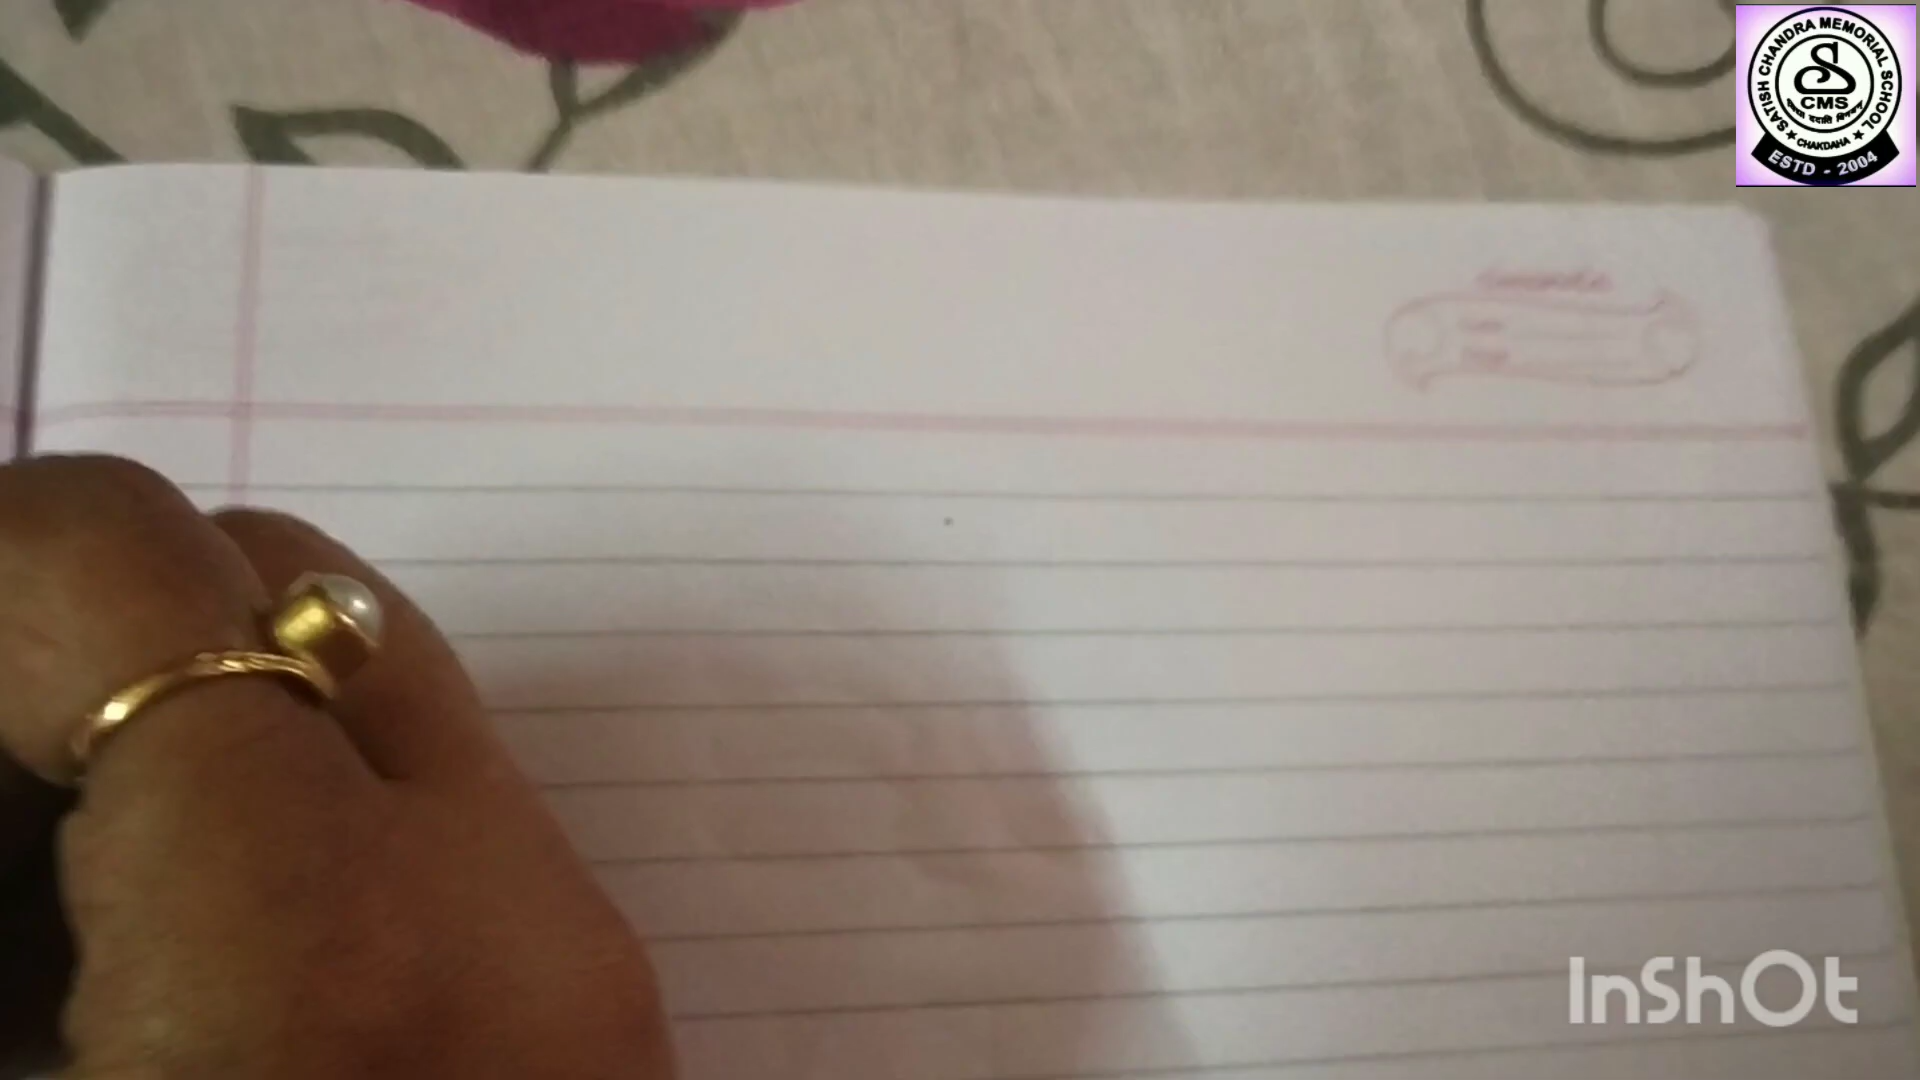 SATISH CHANDRA MEMORIAL SCHOOL
S
CMS
CHAKDAHA
ESTD - 2004
InShOt